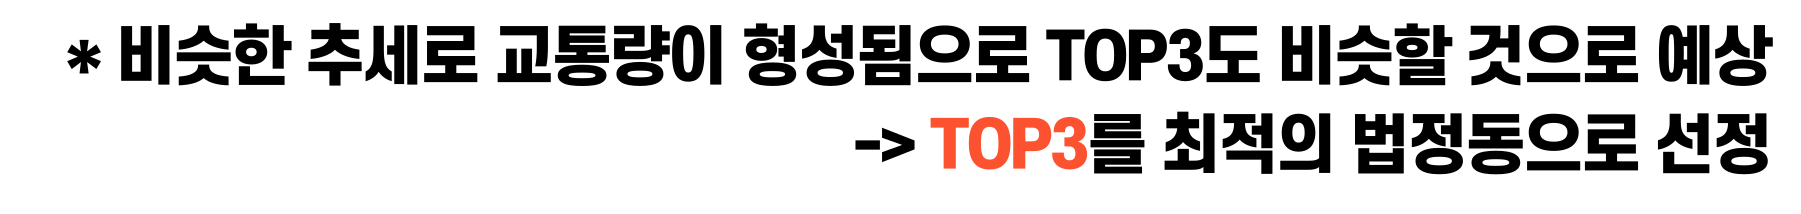 * 비슷한 추세로 교통량이 형성됨으로 TOP3도 비슷할 것으로 예상
-> TOP3를 최적의 법정동으로 선정